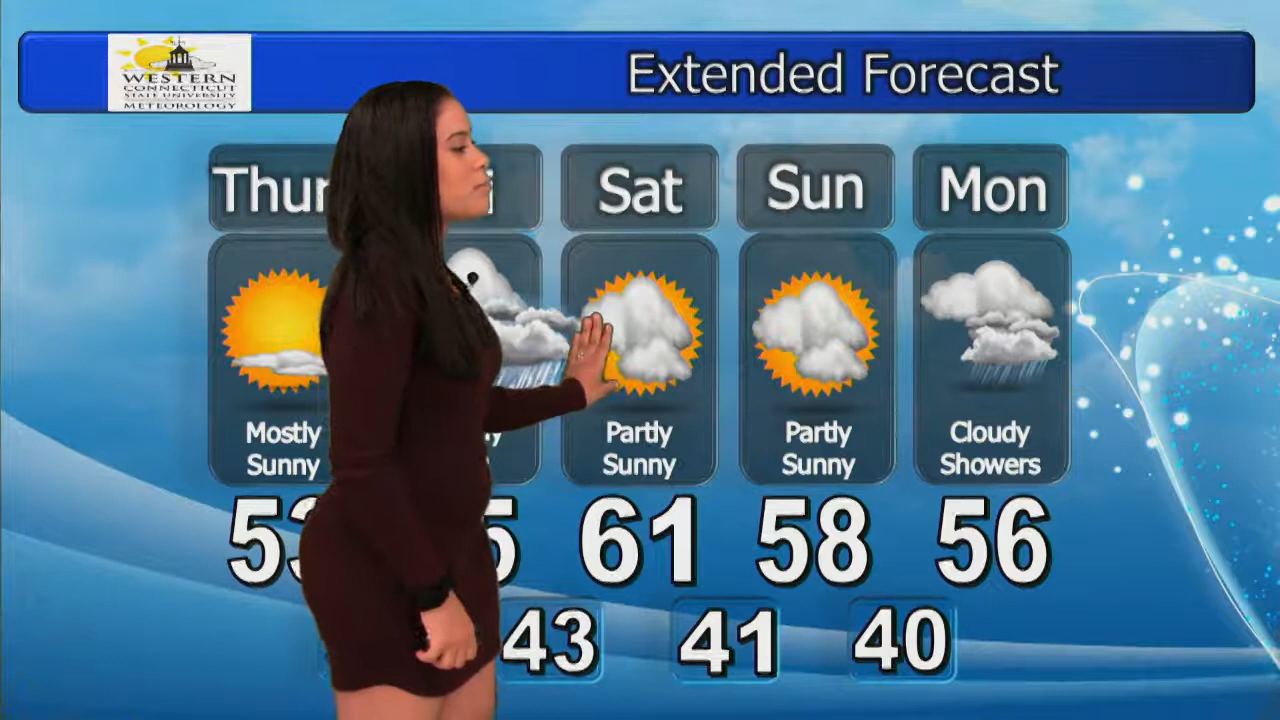 WESTERN
CONNECTICUT
STATE UNIVERSITY
METEOROLOGY
Extended Forecast
Sat
Sun
Mon
Mostly
Sunny
Partly
Sunny
Partly
Sunny
Cloudy
Showers
61
58
56
43
41
40